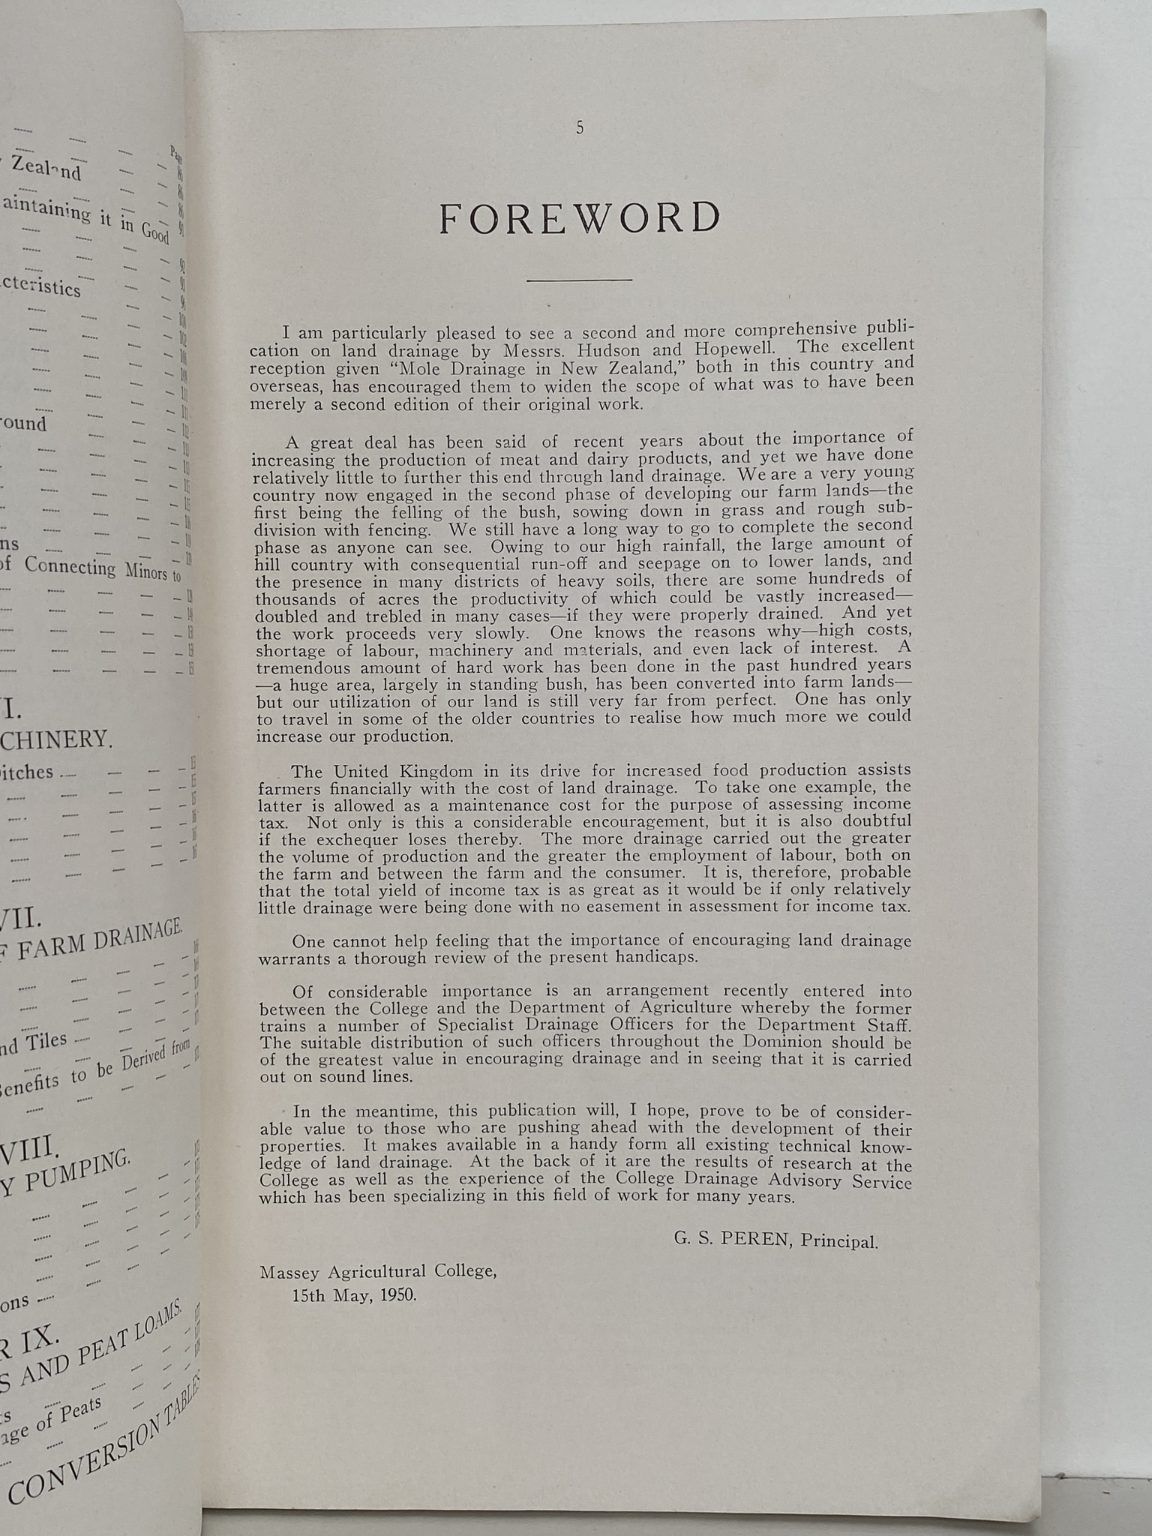 Zealand
aintaining it in Good
cteristics
round
ns
of Connecting Minors to
VI.
CHINERY.
itches
VII.
F FARM DRAINAGE.
nd Tiles
Benefits to be Derived from
VIII.
Y PUMPING.
ons
R IX.
S AND PEAT LOAMS.
ts
age of Peats
CONVERSION TABLES
5
FOREWORD
I am particularly pleased to see a second and more comprehensive publi-
cation on land drainage by Messrs. Hudson and Hopewell. The excellent
reception given "Mole Drainage in New Zealand," both in this country and
overseas, has encouraged them to widen the scope of what was to have been
merely a second edition of their original work.
A great deal has been said of recent years about the importance of
increasing the production of meat and dairy products, and yet we have done
relatively little to further this end through land drainage. We are a very young
country now engaged in the second phase of developing our farm lands—the
first being the felling of the bush, sowing down in grass and rough sub-
division with fencing. We still have a long way to go to complete the second
phase as anyone can see. Owing to our high rainfall, the large amount of
hill country with consequential run-off and seepage on to lower lands, and
the presence in many districts of heavy soils, there are some hundreds of
thousands of acres the productivity of which could be vastly increased—
doubled and trebled in many cases—if they were properly drained. And yet
the work proceeds very slowly. One knows the reasons why—high costs,
shortage of labour, machinery and materials, and even lack of interest. A
tremendous amount of hard work has been done in the past hundred years
—a huge area, largely in standing bush, has been converted into farm lands—
but our utilization of our land is still very far from perfect. One has only
to travel in some of the older countries to realise how much more we could
increase our production.
The United Kingdom in its drive for increased food production assists
farmers financially with the cost of land drainage. To take one example, the
latter is allowed as a maintenance cost for the purpose of assessing income
tax. Not only is this a considerable encouragement, but it is also doubtful
if the exchequer loses thereby. The more drainage carried out the greater
the volume of production and the greater the employment of labour, both on
the farm and between the farm and the consumer. It is, therefore, probable
that the total yield of income tax is as great as it would be if only relatively
little drainage were being done with no easement in assessment for income tax.
One cannot help feeling that the importance of encouraging land drainage
warrants a thorough review of the present handicaps.
Of considerable importance is an arrangement recently entered into
between the College and the Department of Agriculture whereby the former
trains a number of Specialist Drainage Officers for the Department Staff.
The suitable distribution of such officers throughout the Dominion should be
of the greatest value in encouraging drainage and in seeing that it is carried
out on sound lines.
In the meantime, this publication will, I hope, prove to be of consider-
able value to those who are pushing ahead with the development of their
properties. It makes available in a handy form all existing technical know-
ledge of land drainage. At the back of it are the results of research at the
College as well as the experience of the College Drainage Advisory Service
which has been specializing in this field of work for many years.
G. S. PEREN, Principal.
Massey Agricultural College,
15th May, 1950.